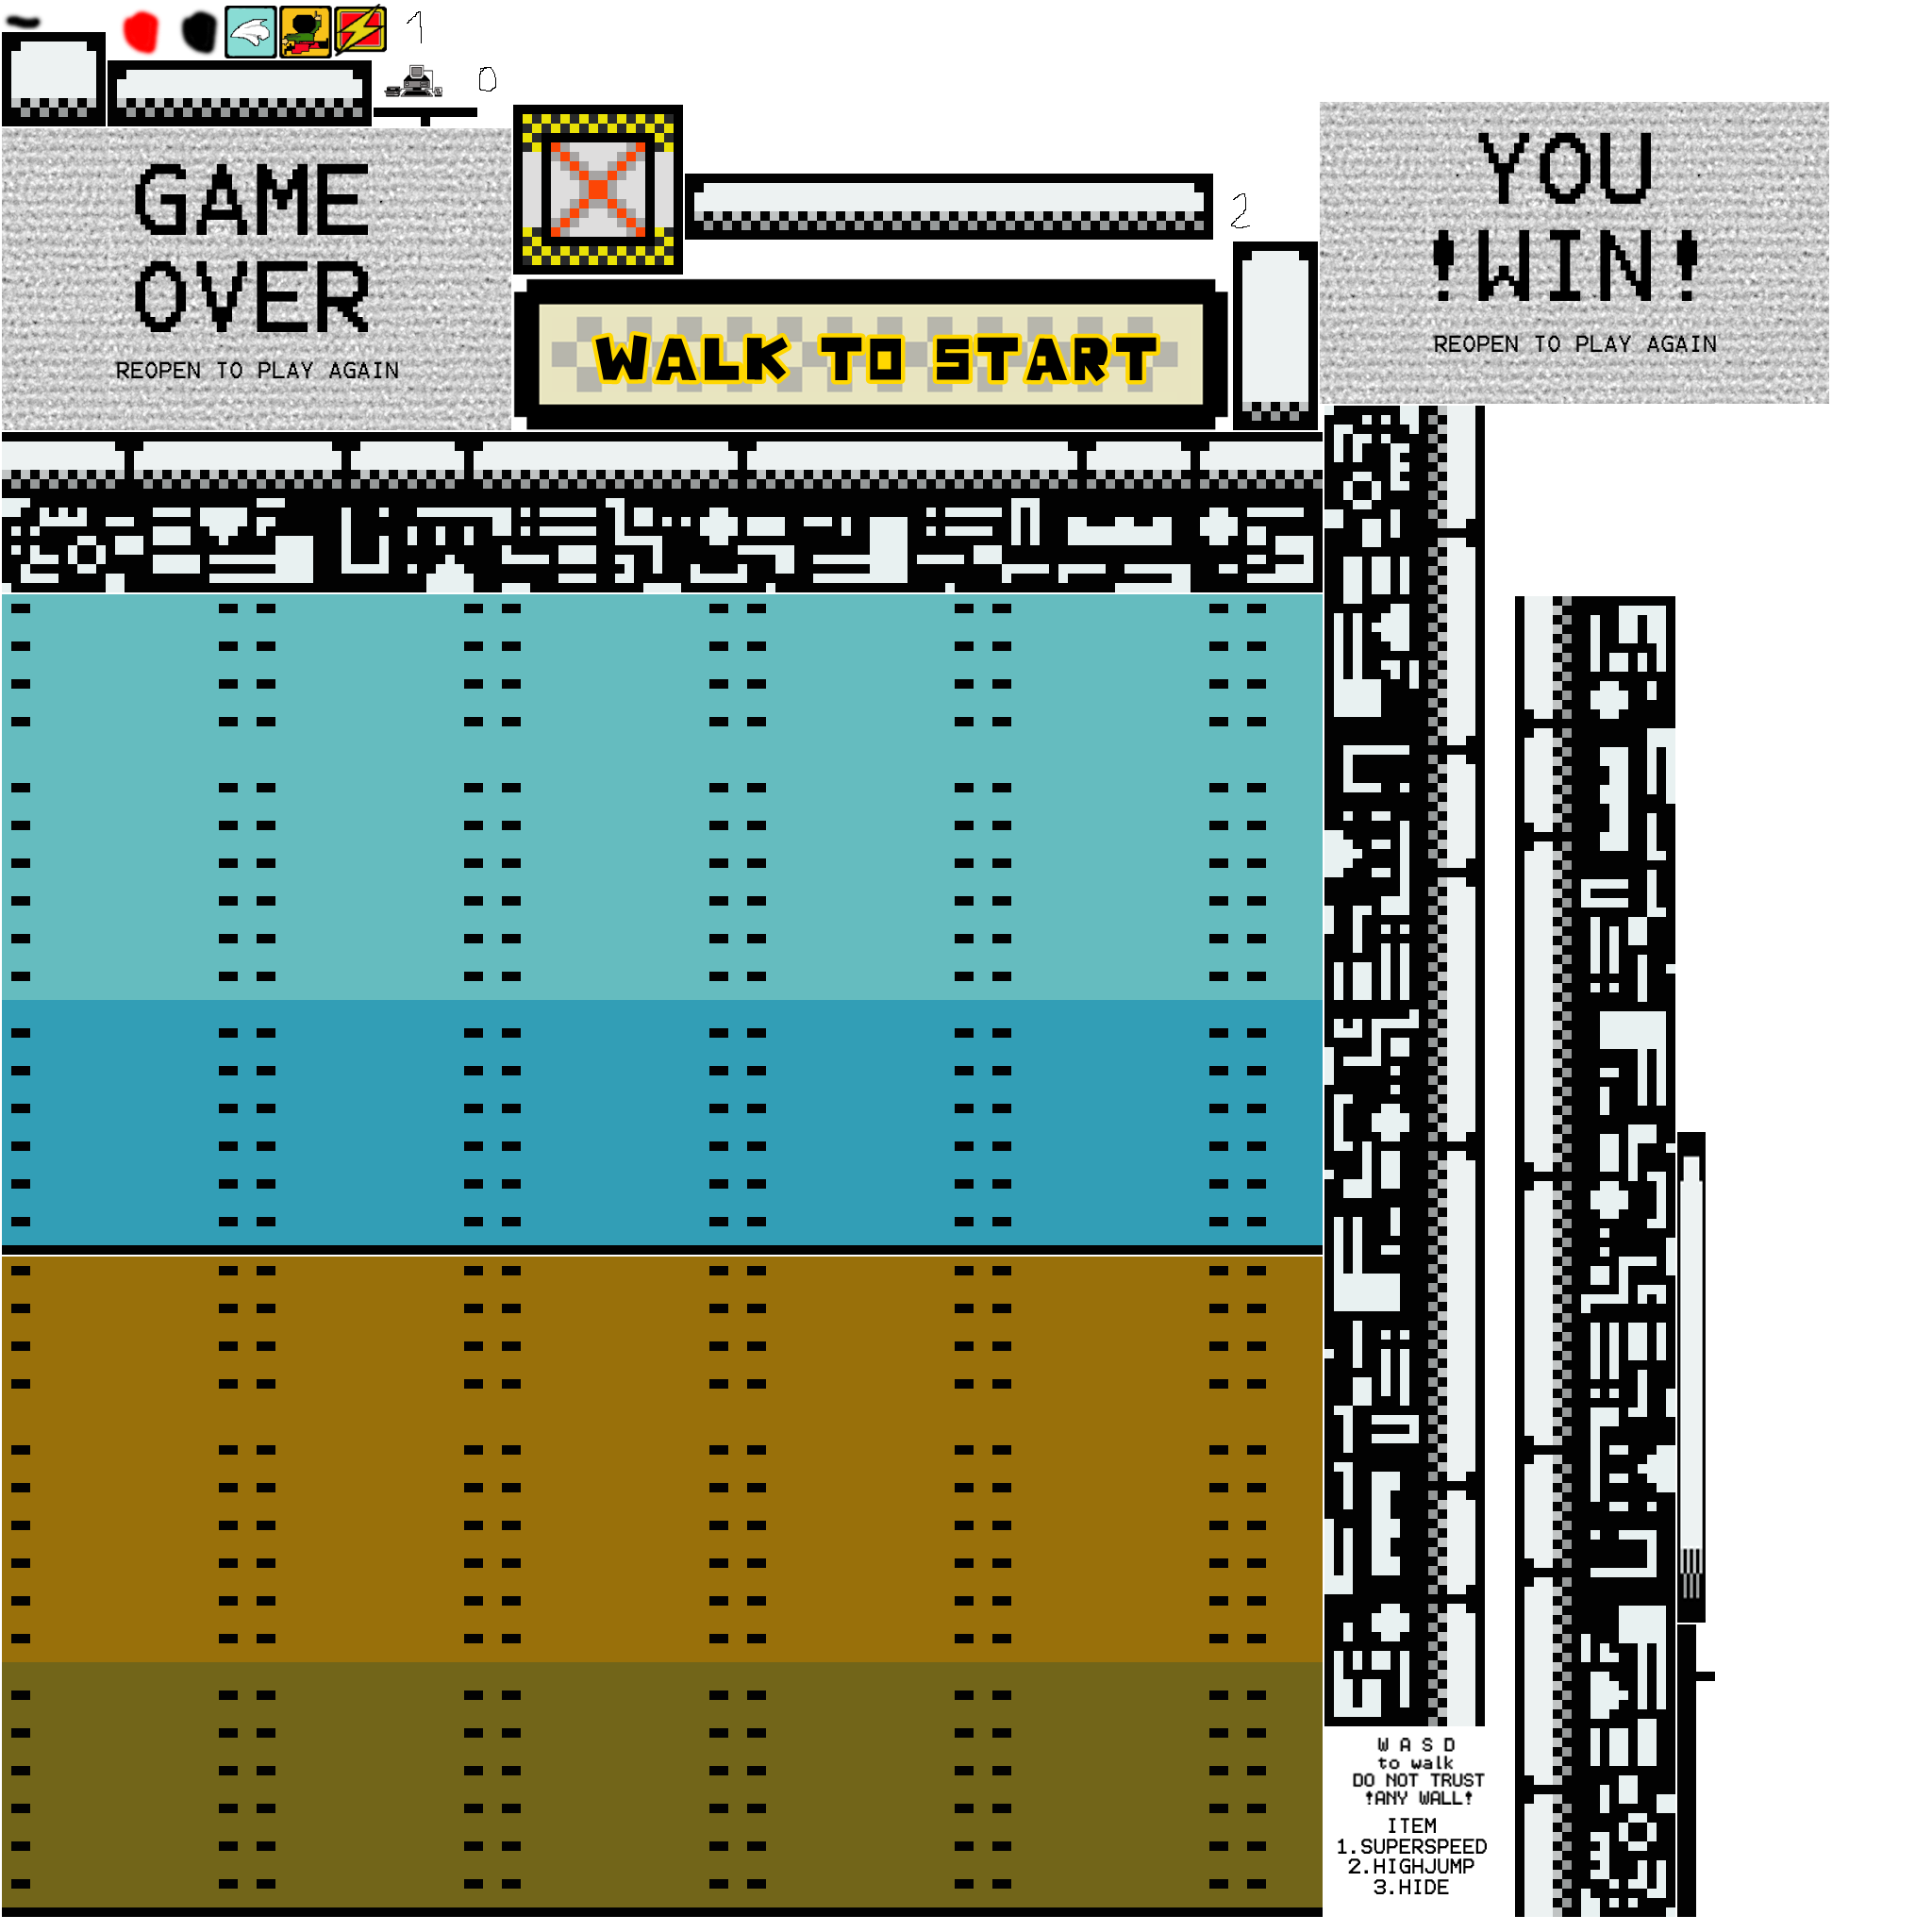 1
0
GAME
OVER
REOPEN TO PLAY AGAIN
2
WALK TO START
YOU
!WIN!
REOPEN TO PLAY AGAIN
W A S D
to walk
DO NOT TRUST
!ANY WALL!
ITEM
1.SUPERSPEED
2.HIGHJUMP
3.HIDE